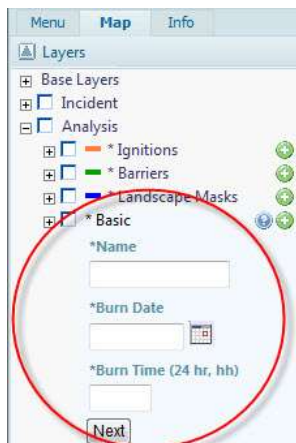 Menu Map Info
Layers
Base Layers
Incident
Analysis
* Ignitions
* Barriers
* Landscape Masks
* Basic
*Name
*Burn Date
*Burn Time (24 hr, hh)
Next